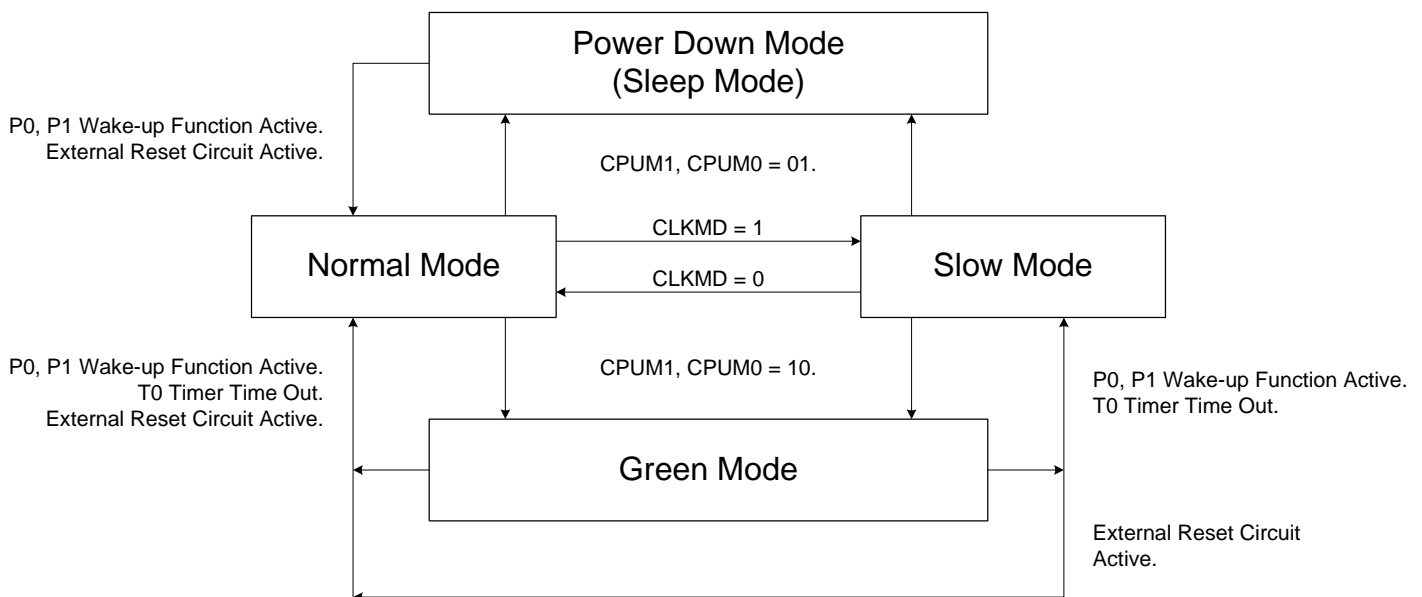 Power Down Mode
(Sleep Mode)
P0, P1 Wake-up Function Active.
External Reset Circuit Active.
CPUM1, CPUM0 = 01.
CLKMD = 1
Normal Mode
Slow Mode
CLKMD = 0
P0, P1 Wake-up Function Active.
T0 Timer Time Out.
External Reset Circuit Active.
CPUM1, CPUM0 = 10.
P0, P1 Wake-up Function Active.
T0 Timer Time Out.
Green Mode
External Reset Circuit
Active.